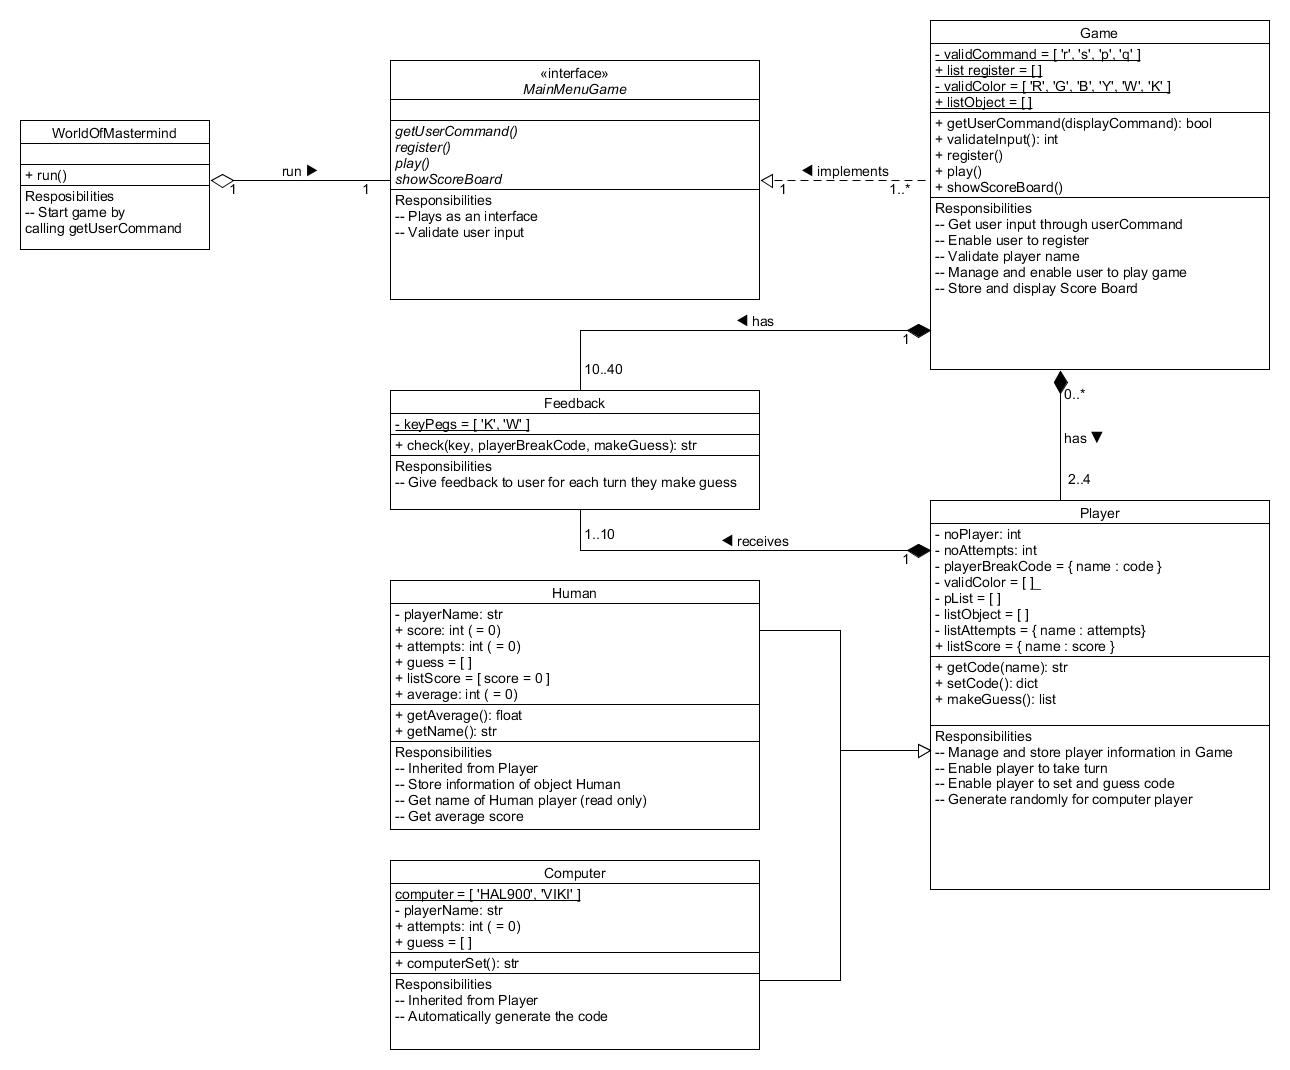 WorldOfMastermind
+ run()
Resposibilities
-- Start game by
calling getUserCommand
1
run ►
1
«interface»
MainMenuGame
getUserCommand()
register()
play()
showScoreBoard
Responsibilities
-- Plays as an interface
-- Validate user input
◄ implements
1
1..*
Game
- validCommand = [ 'r', 's', 'p', 'q' ]
+ list register = [ ]
- validColor = [ 'R', 'G', 'B', 'Y', 'W', 'K' ]
+ listObject = [ ]
+ getUserCommand(displayCommand): bool
+ validateInput(): int
+ register()
+ play()
+ showScoreBoard()
Responsibilities
-- Get user input through userCommand
-- Enable user to register
-- Validate player name
-- Manage and enable user to play game
-- Store and display Score Board
◄ has
1
10..40
0..*
has ▼
2..4
Feedback
- keyPegs = [ 'K', 'W' ]
+ check(key, playerBreakCode, makeGuess): str
Responsibilities
-- Give feedback to user for each turn they make guess
1..10
◄ receives
1
Player
- noPlayer: int
- noAttempts: int
- playerBreakCode = { name : code }
- validColor = [ ]_
- pList = [ ]
- listObject = [ ]
- listAttempts = { name : attempts}
+ listScore = { name : score }
+ getCode(name): str
+ setCode(): dict
+ makeGuess(): list
Responsibilities
-- Manage and store player information in Game
-- Enable player to take turn
-- Enable player to set and guess code
-- Generate randomly for computer player
Human
- playerName: str
+ score: int ( = 0)
+ attempts: int ( = 0)
+ guess = [ ]
+ listScore = [ score = 0 ]
+ average: int ( = 0)
+ getAverage(): float
+ getName(): str
Responsibilities
-- Inherited from Player
-- Store information of object Human
-- Get name of Human player (read only)
-- Get average score
Computer
computer = [ 'HAL900', 'VIKI' ]
- playerName: str
+ attempts: int ( = 0)
+ guess = [ ]
+ computerSet(): str
Responsibilities
-- Inherited from Player
-- Automatically generate the code